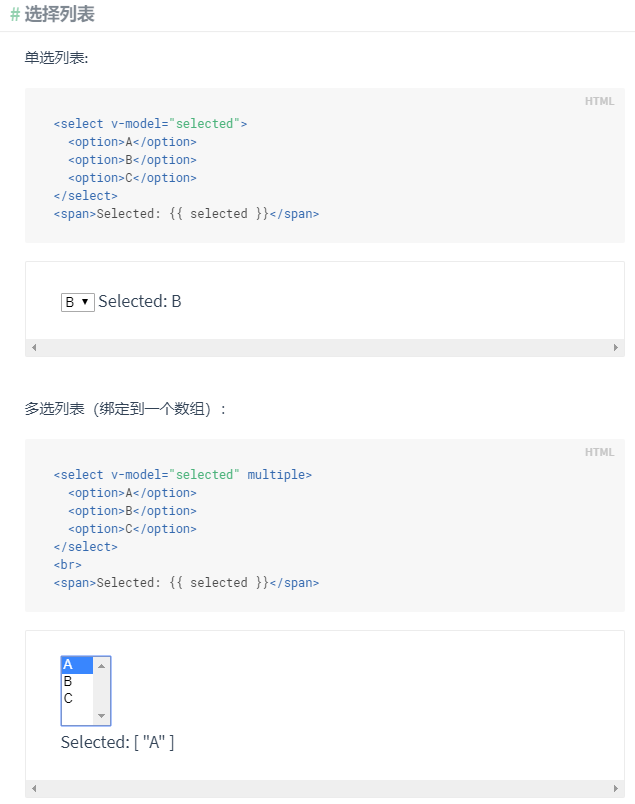 # 选择列表
单选列表:
HTML
<select v-model="selected">
  <option>A</option>
  <option>B</option>
  <option>C</option>
</select>
<span>Selected: {{ selected }}</span>
B Selected: B
多选列表（绑定到一个数组）:
HTML
<select v-model="selected" multiple>
  <option>A</option>
  <option>B</option>
  <option>C</option>
</select>
<br>
<span>Selected: {{ selected }}</span>
A
B
C
Selected: [ "A" ]